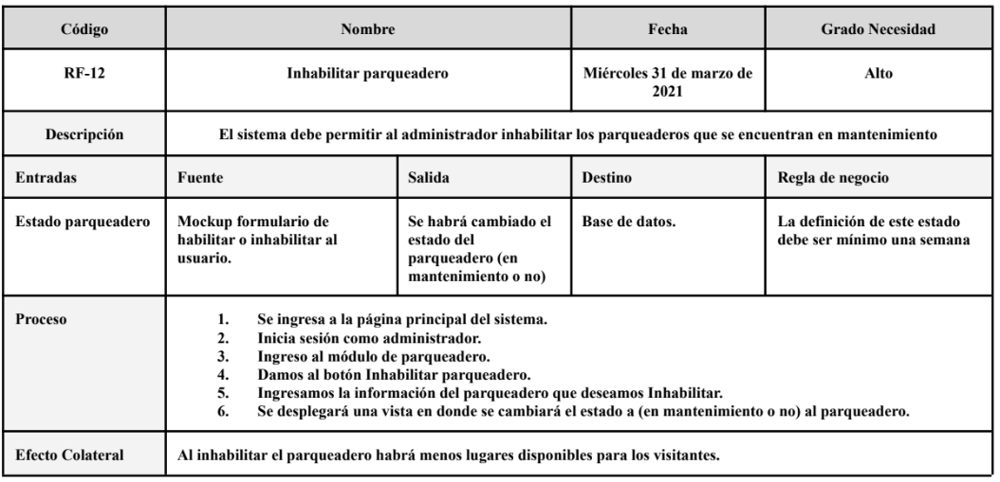 Código Nombre Fecha Grado Necesidad
RF-12 Inhabilitar parqueadero Miércoles 31 de marzo de
2021 Alto
Descripción El sistema debe permitir al administrador inhabilitar los parqueaderos que se encuentran en mantenimiento
Entradas Fuente Salida Destino Regla de negocio
Estado parqueadero
Mockup formulario de
habilitar o inhabilitar al
usuario.
Se habrá cambiado el
estado del
parqueadero (en
mantenimiento o no)
Base de datos.
La definición de este estado
debe ser mínimo una semana
Proceso
1. Se ingresa a la página principal del sistema.
2. Inicia sesión como administrador.
3. Ingreso al módulo de parqueadero.
4. Damos al botón Inhabilitar parqueadero.
5. Ingresamos la información del parqueadero que deseamos Inhabilitar.
6. Se desplegará una vista en donde se cambiará el estado a (en mantenimiento o no) al parqueadero.
Efecto Colateral Al inhabilitar el parqueadero habrá menos lugares disponibles para los visitantes.